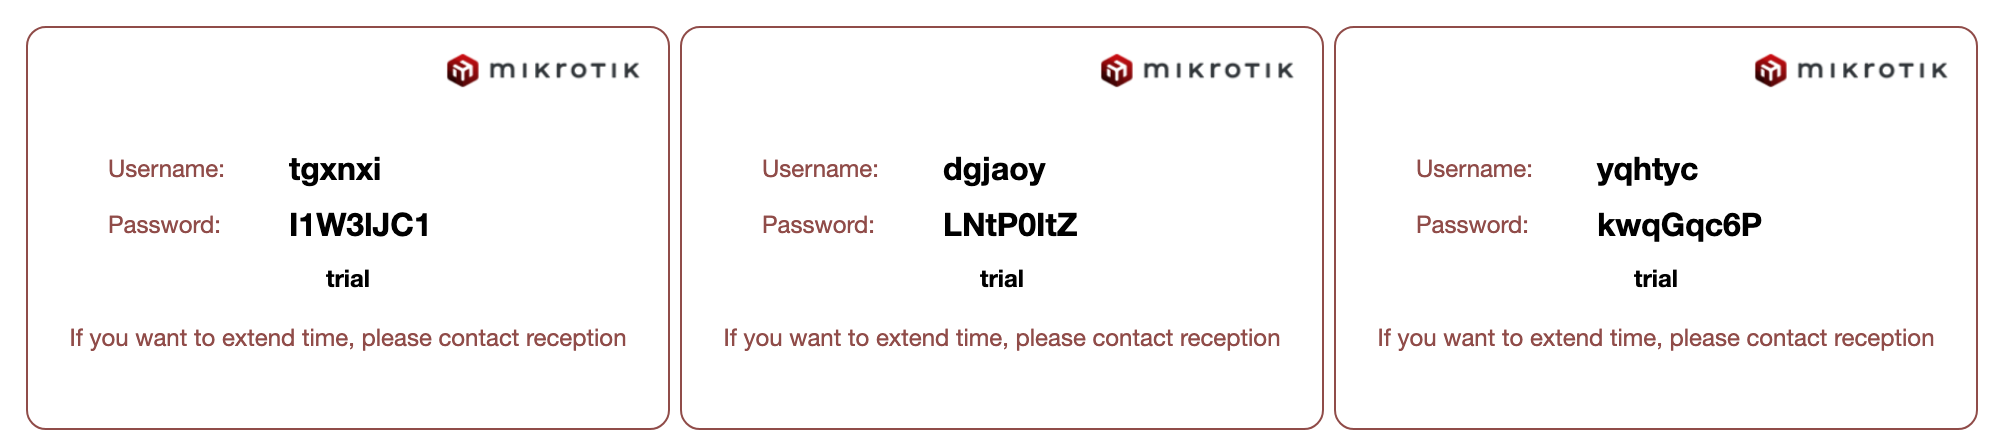 mikrotik
Username: tgxnxi
Password: I1W3IJC1
trial
If you want to extend time, please contact reception
mikrotik
Username: dgjaoy
Password: LNtP0ItZ
trial
If you want to extend time, please contact reception
mikrotik
Username: yqhtyc
Password: kwqGqc6P
trial
If you want to extend time, please contact reception